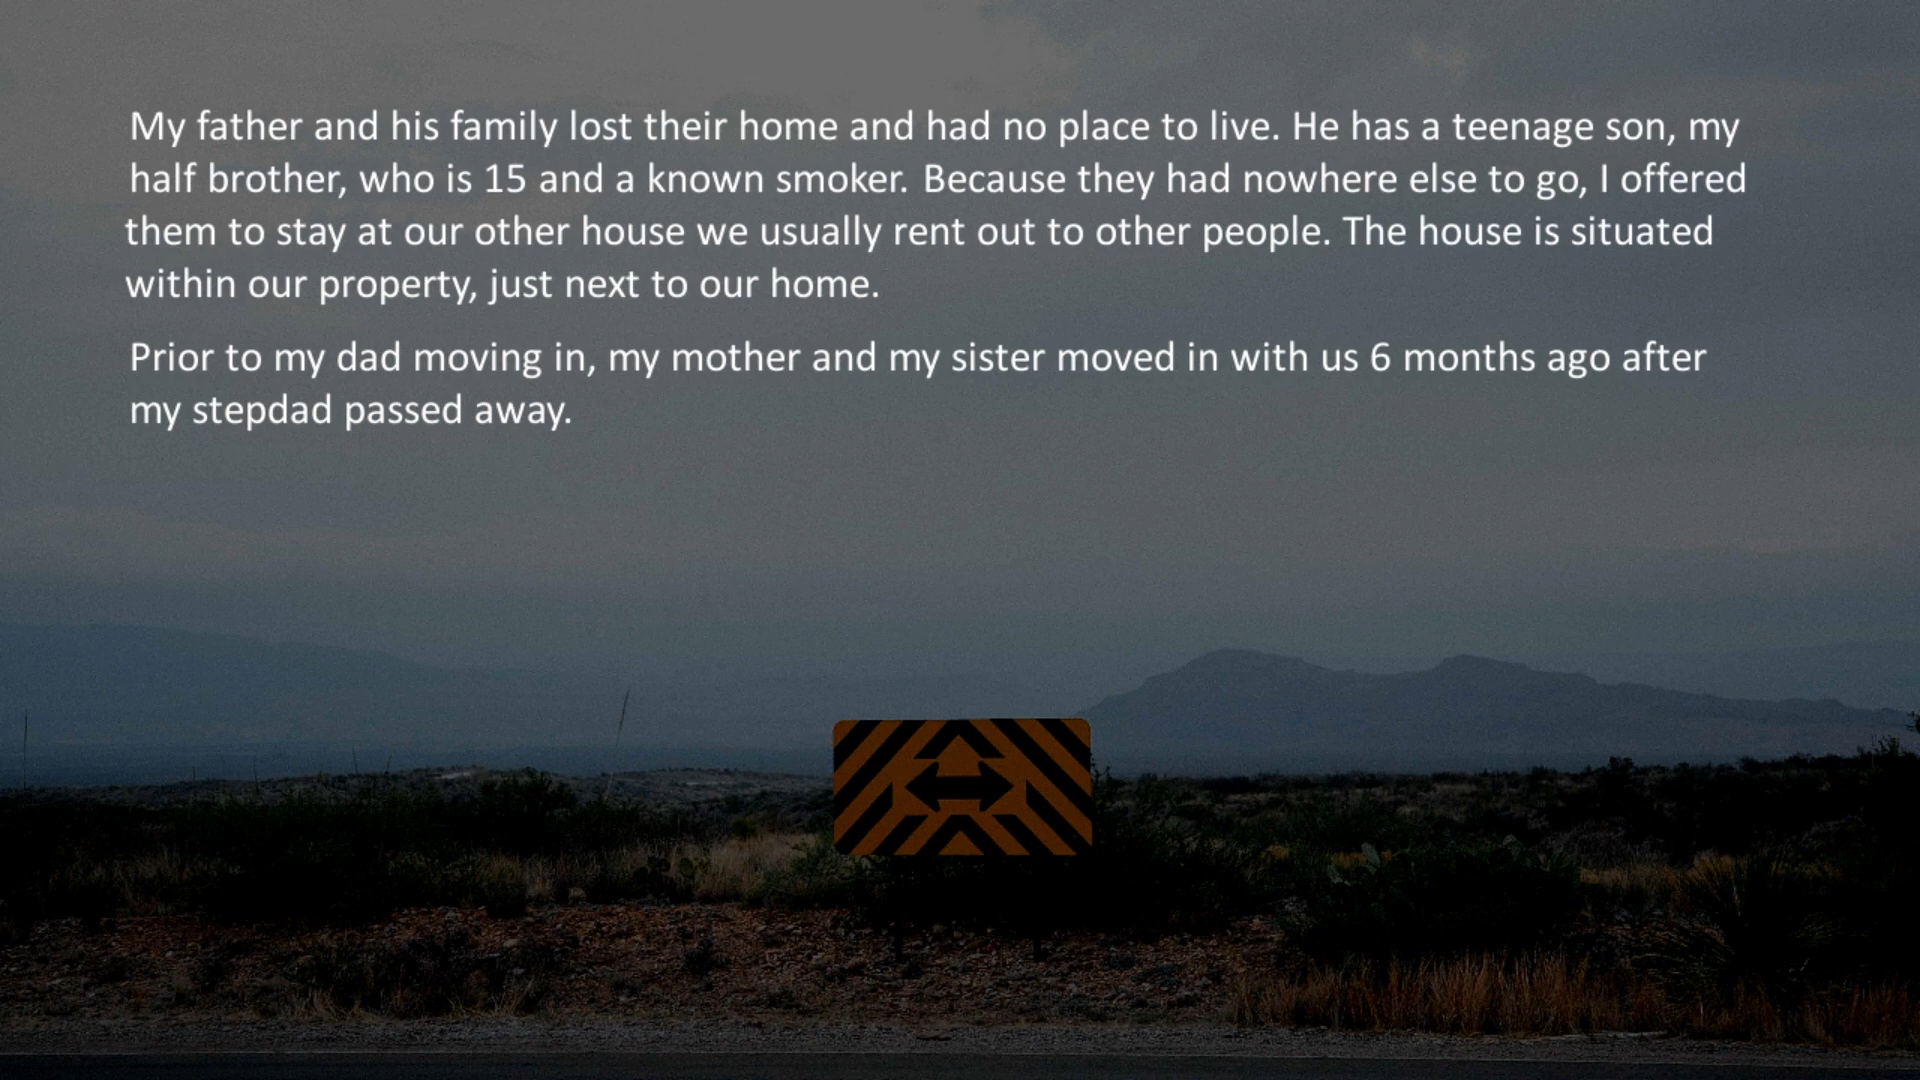 My father and his family lost their home and had no place to live. He has a teenage son, my
half brother, who is 15 and a known smoker. Because they had nowhere else to go, I offered
them to stay at our other house we usually rent out to other people. The house is situated
within our property, just next to our home.
Prior to my dad moving in, my mother and my sister moved in with us 6 months ago after
my stepdad passed away.